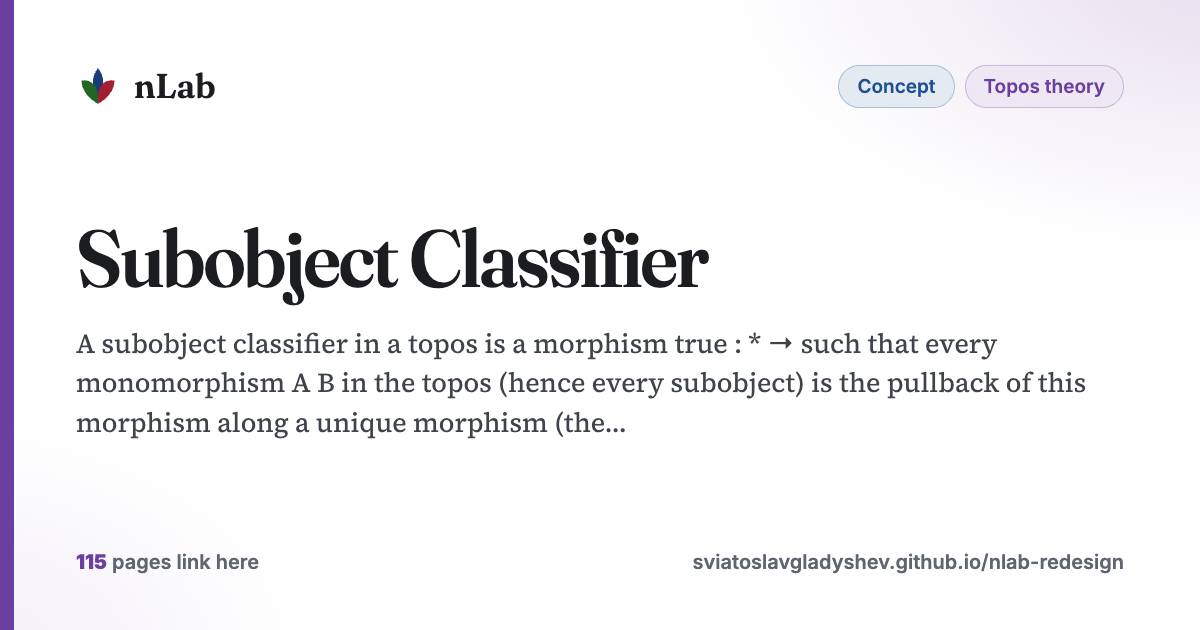 nLab
Concept
Topos theory
Subobject Classifier
A subobject classifier in a topos is a morphism true : * → such that every
monomorphism A B in the topos (hence every subobject) is the pullback of this
morphism along a unique morphism (the...
115 pages link here
sviatoslavgladyshev.github.io/nlab-redesign